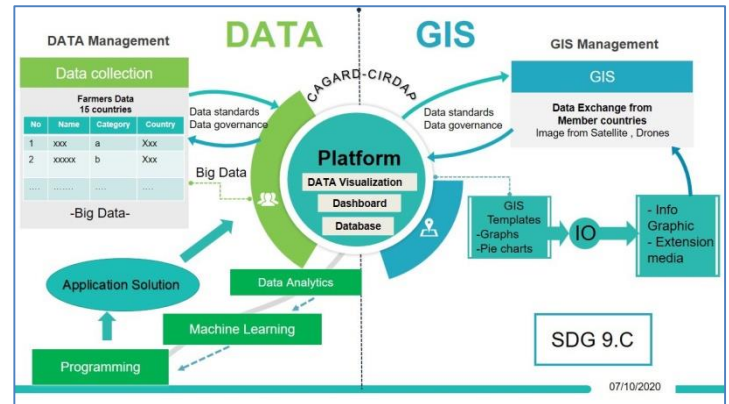 DATA
GIS
DATA Management
GIS Management
Data collection
Farmers Data
15 countries
No Name Category Country
1 xxx a Xxx
2 xxxxx b Xxx
.... ....... .... ....
-Big Data-
Data standards
Data governance
Big Data
CAGARD-CIRDAP
Platform
DATA Visualization
Dashboard
Database
Data standards
Data governance
GIS
Data Exchange from
Member countries
Image from Satellite , Drones
GIS
Templates
-Graphs
-Pie charts
IO
- Info
Graphic
- Extension
media
Application Solution
Data Analytics
Machine Learning
Programming
SDG 9.C
07/10/2020